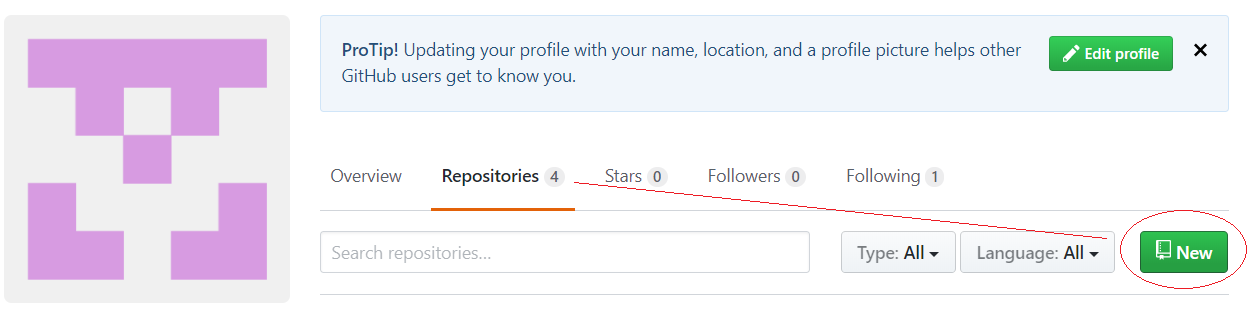 ProTip! Updating your profile with your name, location, and a profile picture helps other
GitHub users get to know you.
Edit profile
Overview Repositories 4 Stars 0 Followers 0 Following 1
Search repositories... Type: All Language: All New